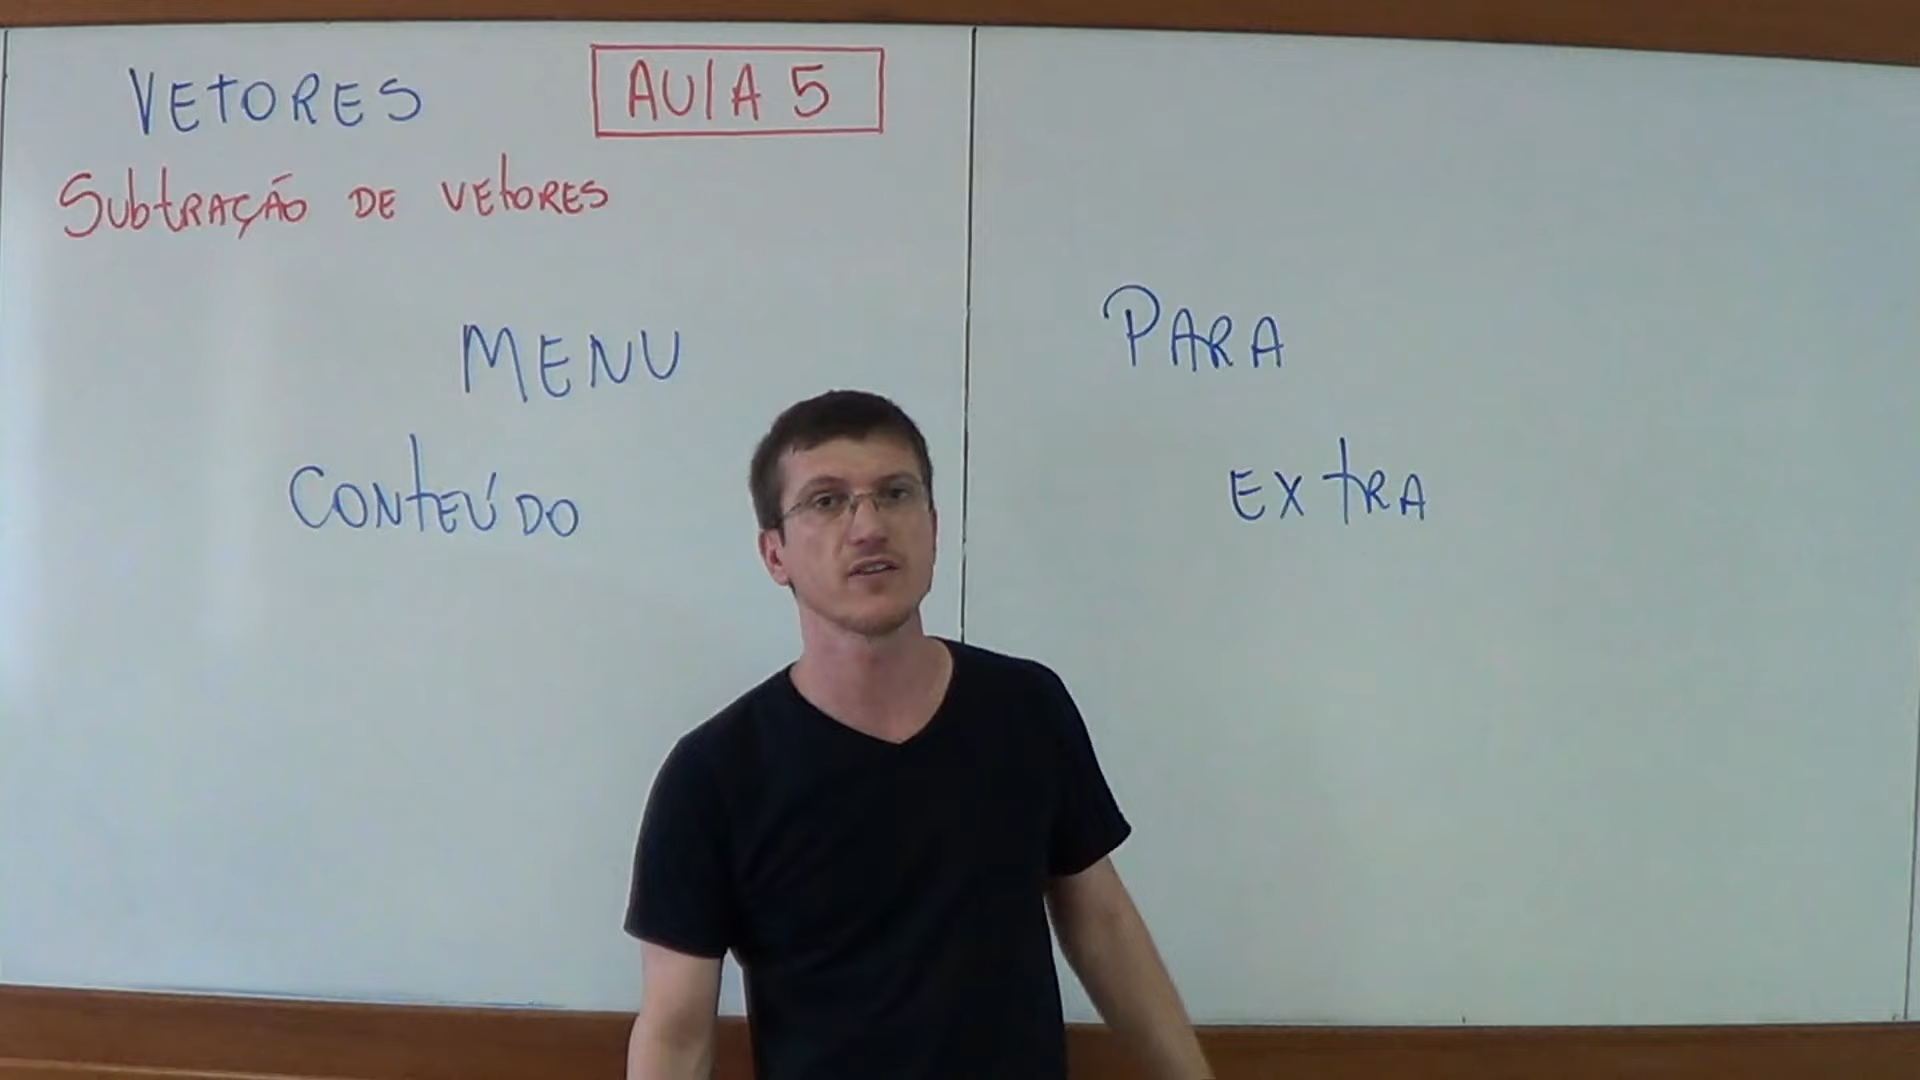 VETORES
AULA 5
Subtração DE vetores
MENU
CONTEÚDO
PARA
EXTRA